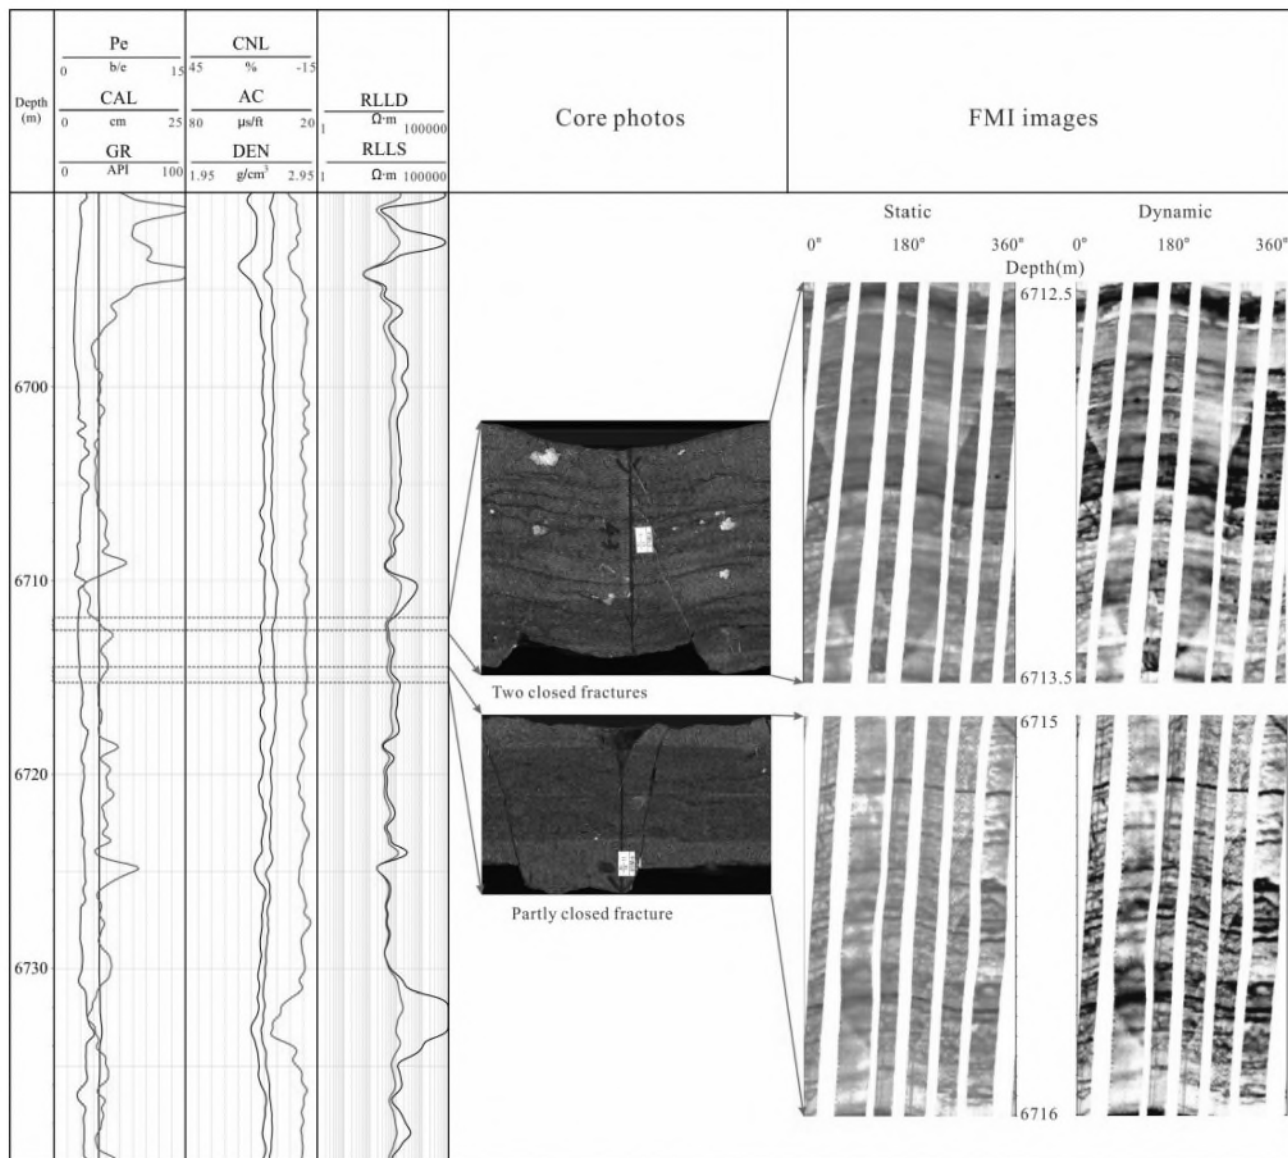 Pe
0 b/e 15
CAL
0 cm 25
GR
0 API 100
CNL
45 % -15
AC
80 μs/ft 20
DEN
1.95 g/cm³ 2.95
RLLD
1 Ω·m 100000
RLLS
1 Ω·m 100000
Depth
(m)
Core photos
FMI images
Static
Dynamic
0° 180° 360°
0° 180° 360°
Depth(m)
6712.5
6700
6710
6720
6730
Two closed fractures
6713.5
6715
Partly closed fracture
6716